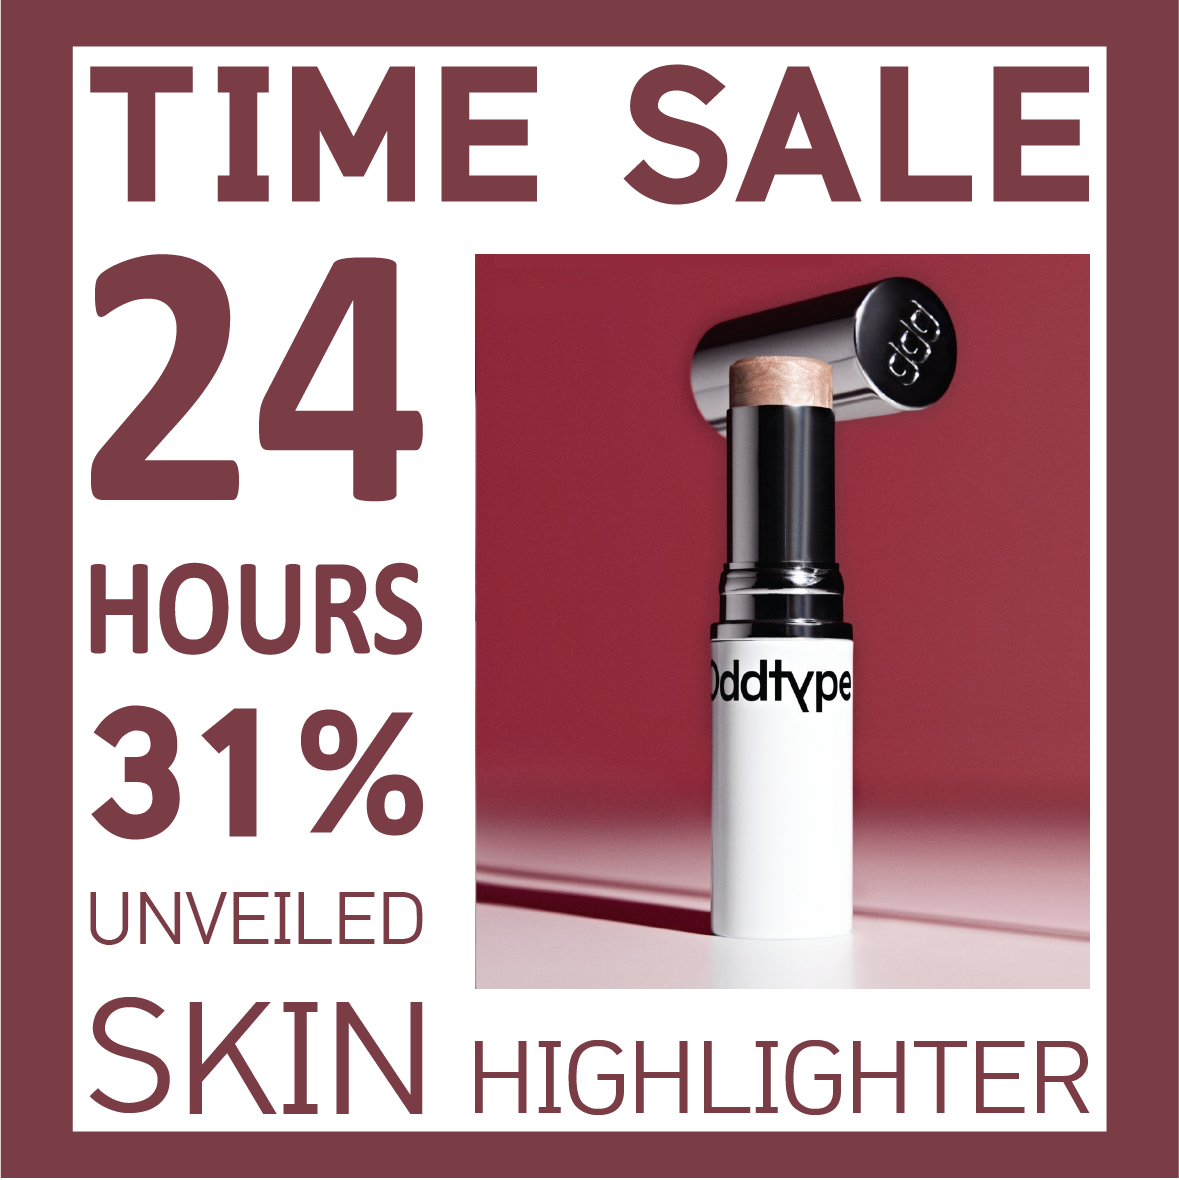 TIME SALE
24
HOURS
31%
UNVEILED
SKIN HIGHLIGHTER
Oddtype